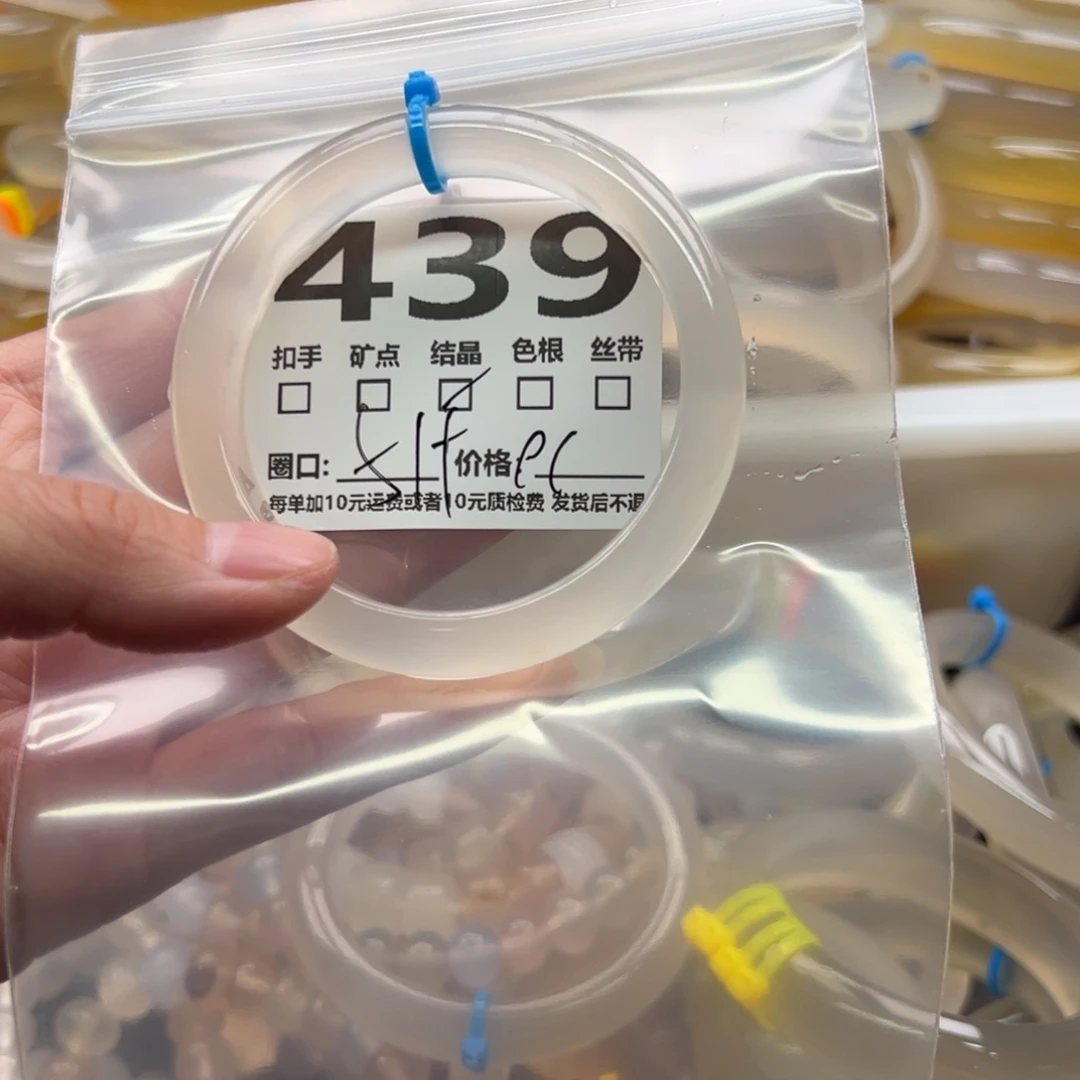 439
扣手 矿点 结晶 色根 丝带
圈口: 价格:
每单加10元运费或者10元质检费 发货后不退